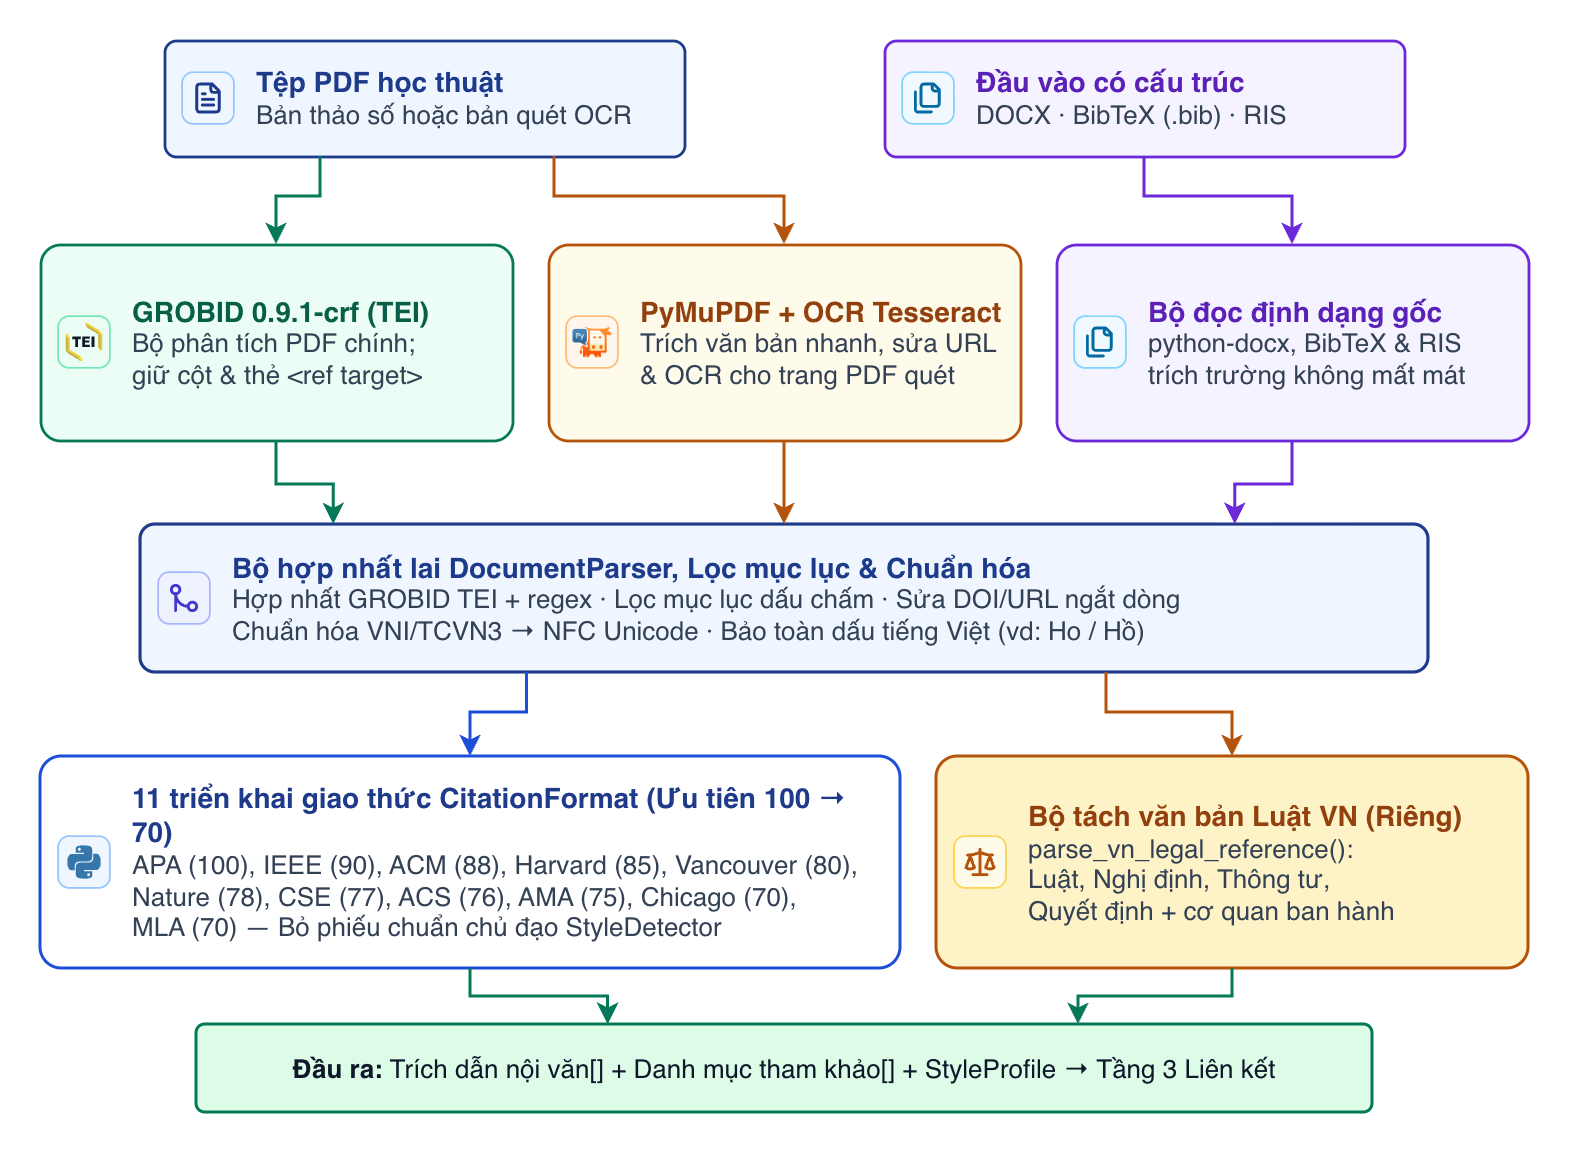 Tệp PDF học thuật
Bản thảo số hoặc bản quét OCR
Đầu vào có cấu trúc
DOCX · BibTeX (.bib) · RIS
TEI
GROBID 0.9.1-crf (TEI)
Bộ phân tích PDF chính;
giữ cột & thẻ <ref target>
Py
PyMuPDF + OCR Tesseract
Trích văn bản nhanh, sửa URL
& OCR cho trang PDF quét
Bộ đọc định dạng gốc
python-docx, BibTeX & RIS
trích trường không mất mát
Bộ hợp nhất lai DocumentParser, Lọc mục lục & Chuẩn hóa
Hợp nhất GROBID TEI + regex · Lọc mục lục dấu chấm · Sửa DOI/URL ngắt dòng
Chuẩn hóa VNI/TCVN3 → NFC Unicode · Bảo toàn dấu tiếng Việt (vd: Ho / Hồ)
11 triển khai giao thức CitationFormat (Ưu tiên 100 →
70)
APA (100), IEEE (90), ACM (88), Harvard (85), Vancouver (80),
Nature (78), CSE (77), ACS (76), AMA (75), Chicago (70),
MLA (70) — Bỏ phiếu chuẩn chủ đạo StyleDetector
Bộ tách văn bản Luật VN (Riêng)
parse_vn_legal_reference():
Luật, Nghị định, Thông tư,
Quyết định + cơ quan ban hành
Đầu ra: Trích dẫn nội văn[] + Danh mục tham khảo[] + StyleProfile → Tầng 3 Liên kết